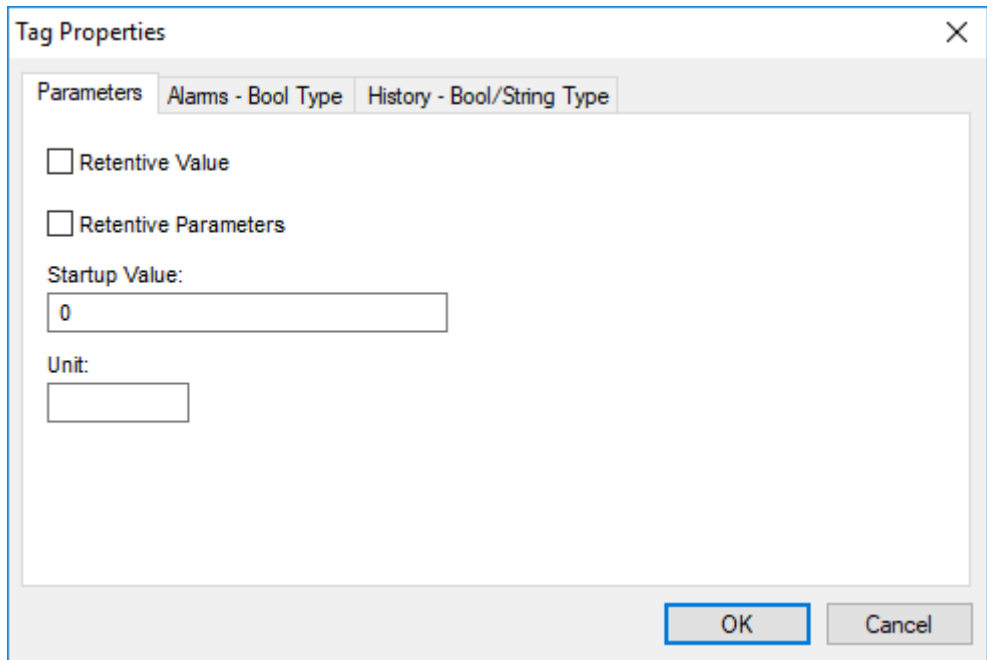 Tag Properties
Parameters Alarms - Bool Type History - Bool/String Type
Retentive Value
Retentive Parameters
Startup Value:
0
Unit:
OK Cancel